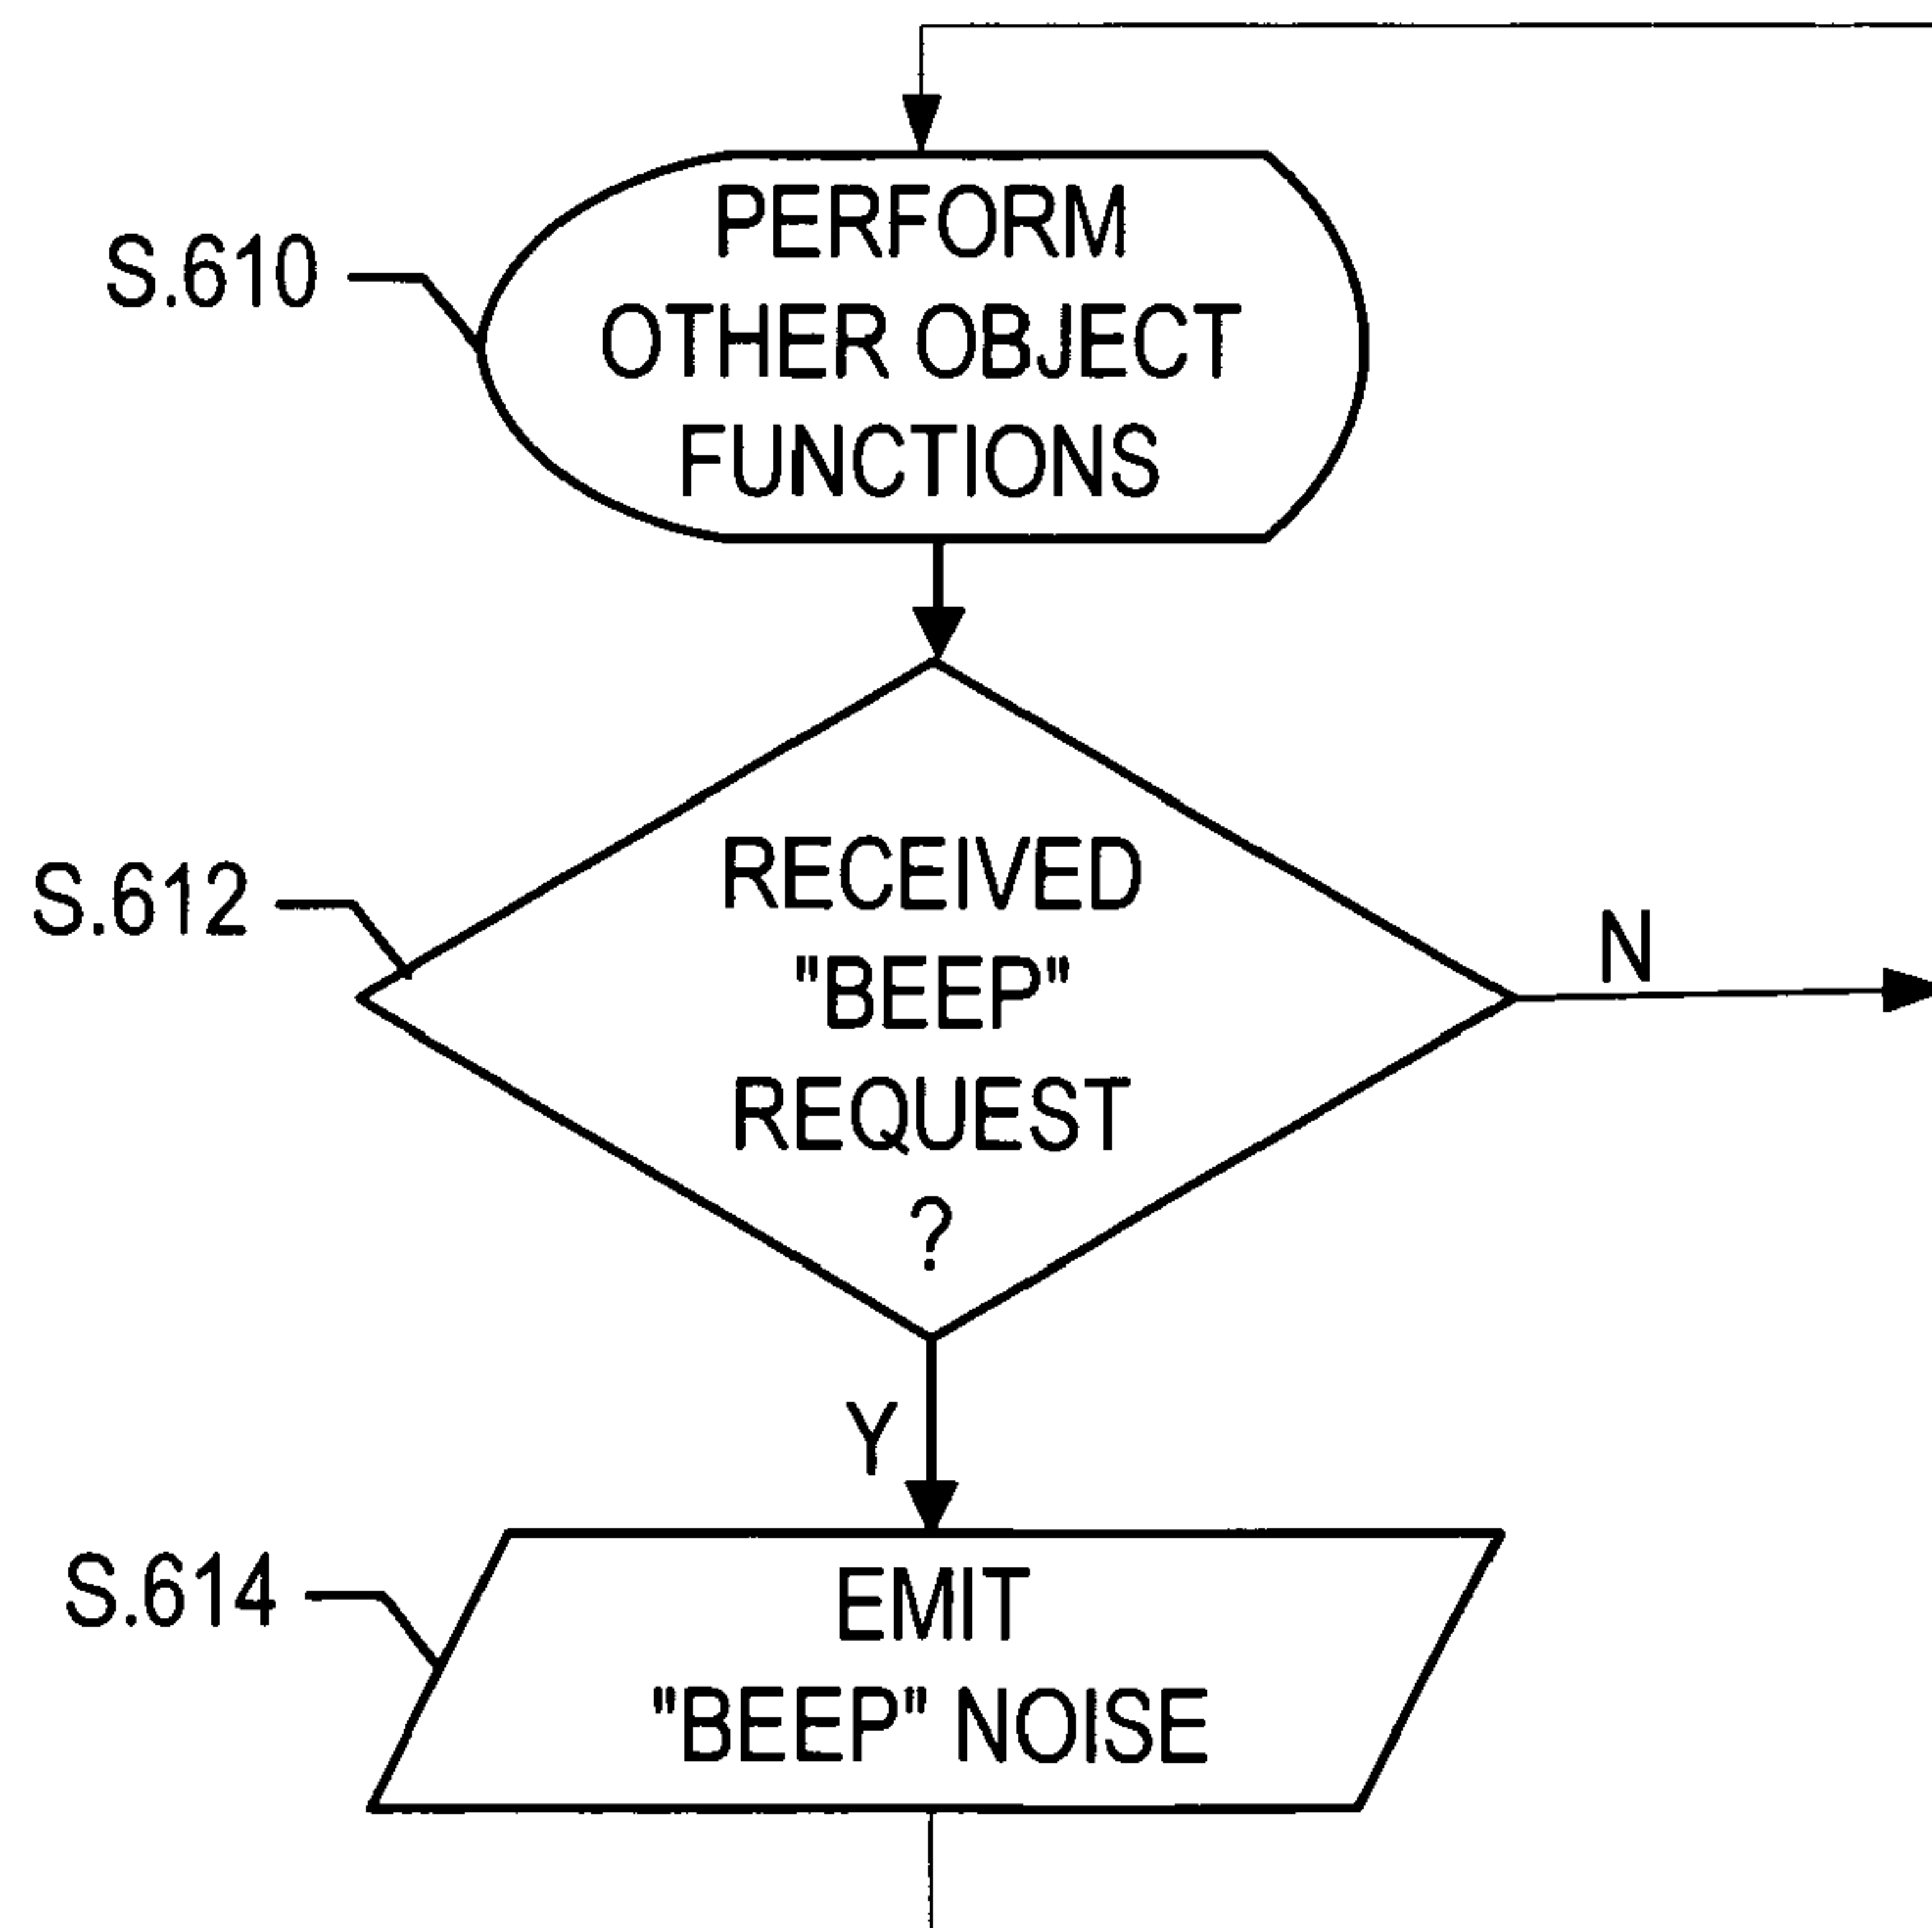 S.610
PERFORM
OTHER OBJECT
FUNCTIONS
S.612
RECEIVED
"BEEP"
REQUEST
?
N
Y
S.614
EMIT
"BEEP" NOISE